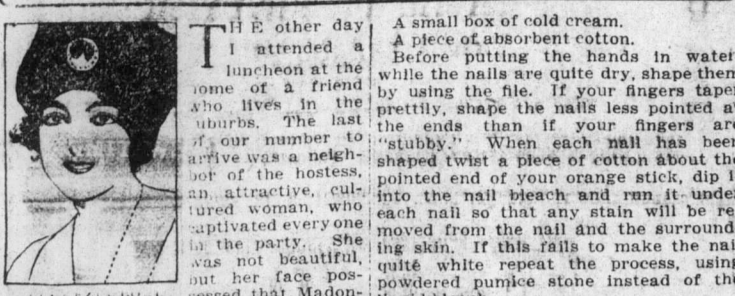 THE other day
I attended a
luncheon at the
home of a friend
who lives in the
suburbs. The last
of our number to
arrive was a neigh-
bor of the hostess,
an attractive, cul-
tured woman, who
captivated everyone
in the party. She
was not beautiful,
but her face pos-
sessed that Madon-
A small box of cold cream.
A piece of absorbent cotton.
Before putting the hands in water
while the nails are quite dry, shape them
by using the file. If your fingers taper
prettily, shape the nails less pointed at
the ends than if your fingers are
"stubby." When each nail has been
shaped twist a piece of cotton about the
pointed end of your orange stick, dip it
into the nail bleach and run it under
each nail so that any stain will be re-
moved from the nail and the surround-
ing skin. If this fails to make the nail
quite white repeat the process, using
powdered pumice stone instead of the